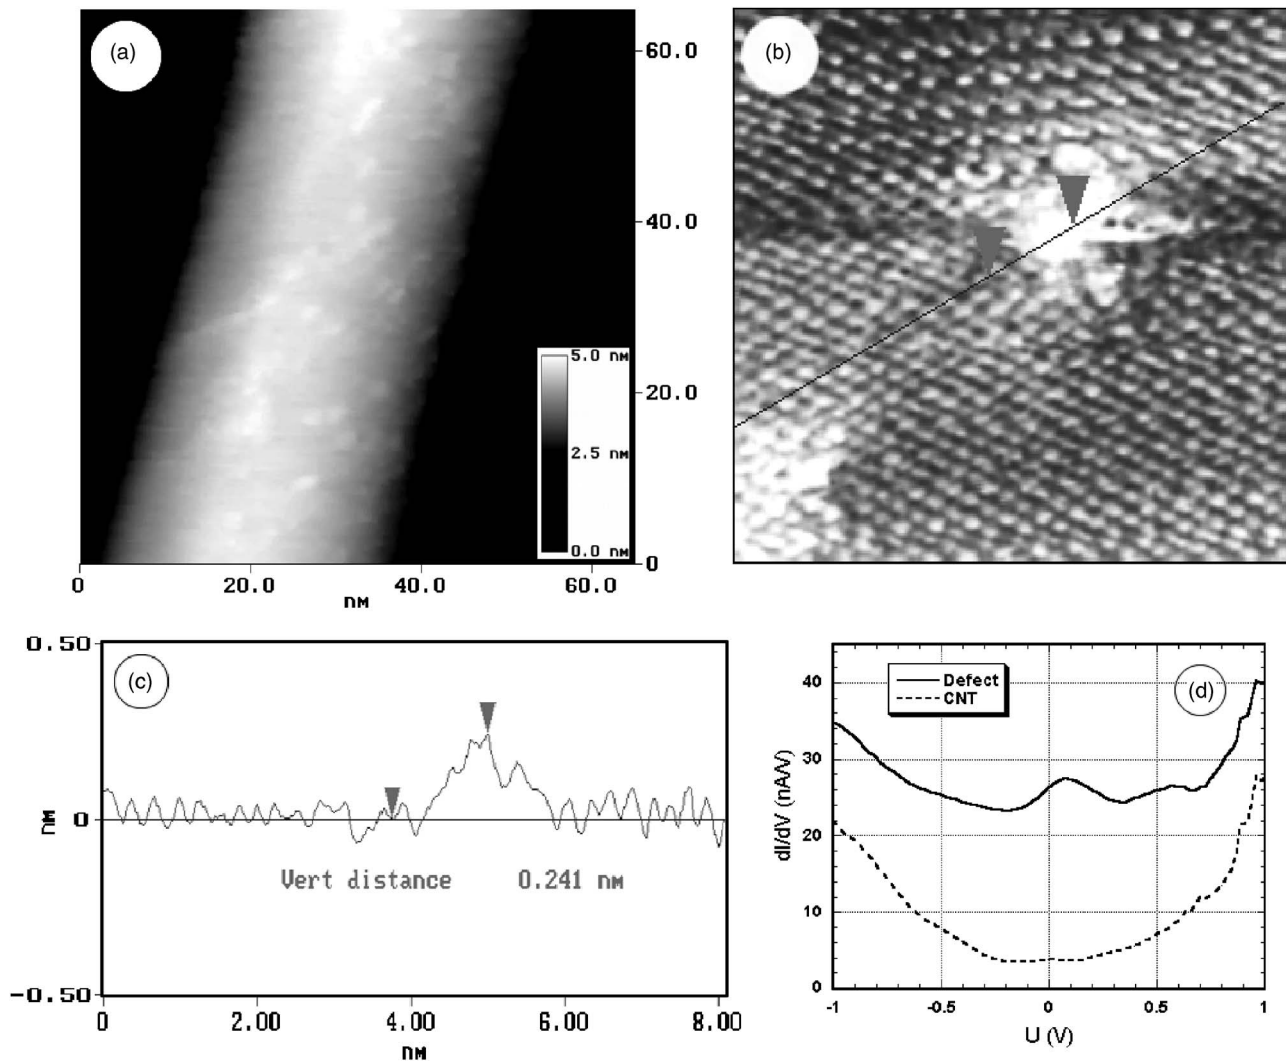 (a)
60.0
40.0
20.0
0
5.0 nM
2.5 nM
0.0 nM
0
20.0
40.0
60.0
nM
(b)
0.50
0
-0.50
nM
(c)
Vert distance 0.241 nM
0
2.00
4.00
6.00
8.00
nM
40
30
20
10
0
dI/dV (nA/V)
Defect
CNT
(d)
-1
-0.5
0
0.5
1
U (V)